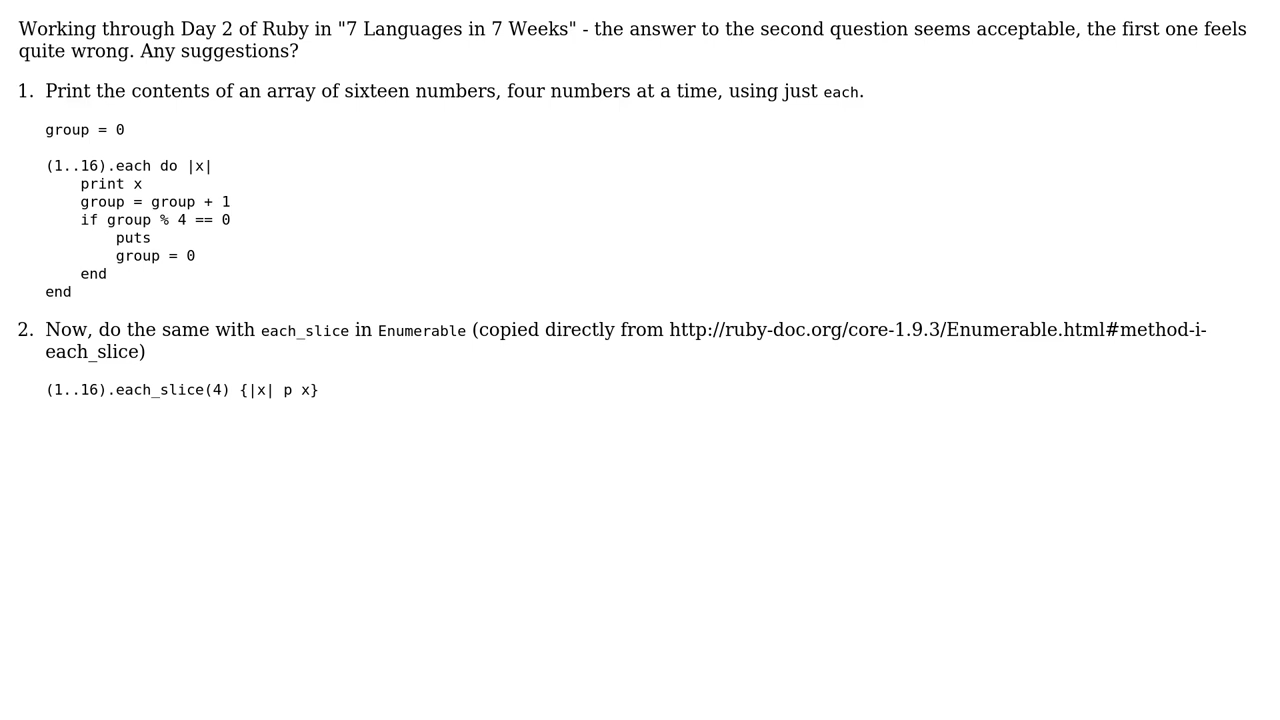 Working through Day 2 of Ruby in "7 Languages in 7 Weeks" - the answer to the second question seems acceptable, the first one feels
quite wrong. Any suggestions?
1. Print the contents of an array of sixteen numbers, four numbers at a time, using just each.
group = 0
(1..16).each do |x|
    print x
    group = group + 1
    if group % 4 == 0
        puts
        group = 0
    end
end
2. Now, do the same with each_slice in Enumerable (copied directly from http://ruby-doc.org/core-1.9.3/Enumerable.html#method-i-
each_slice)
(1..16).each_slice(4) {|x| p x}